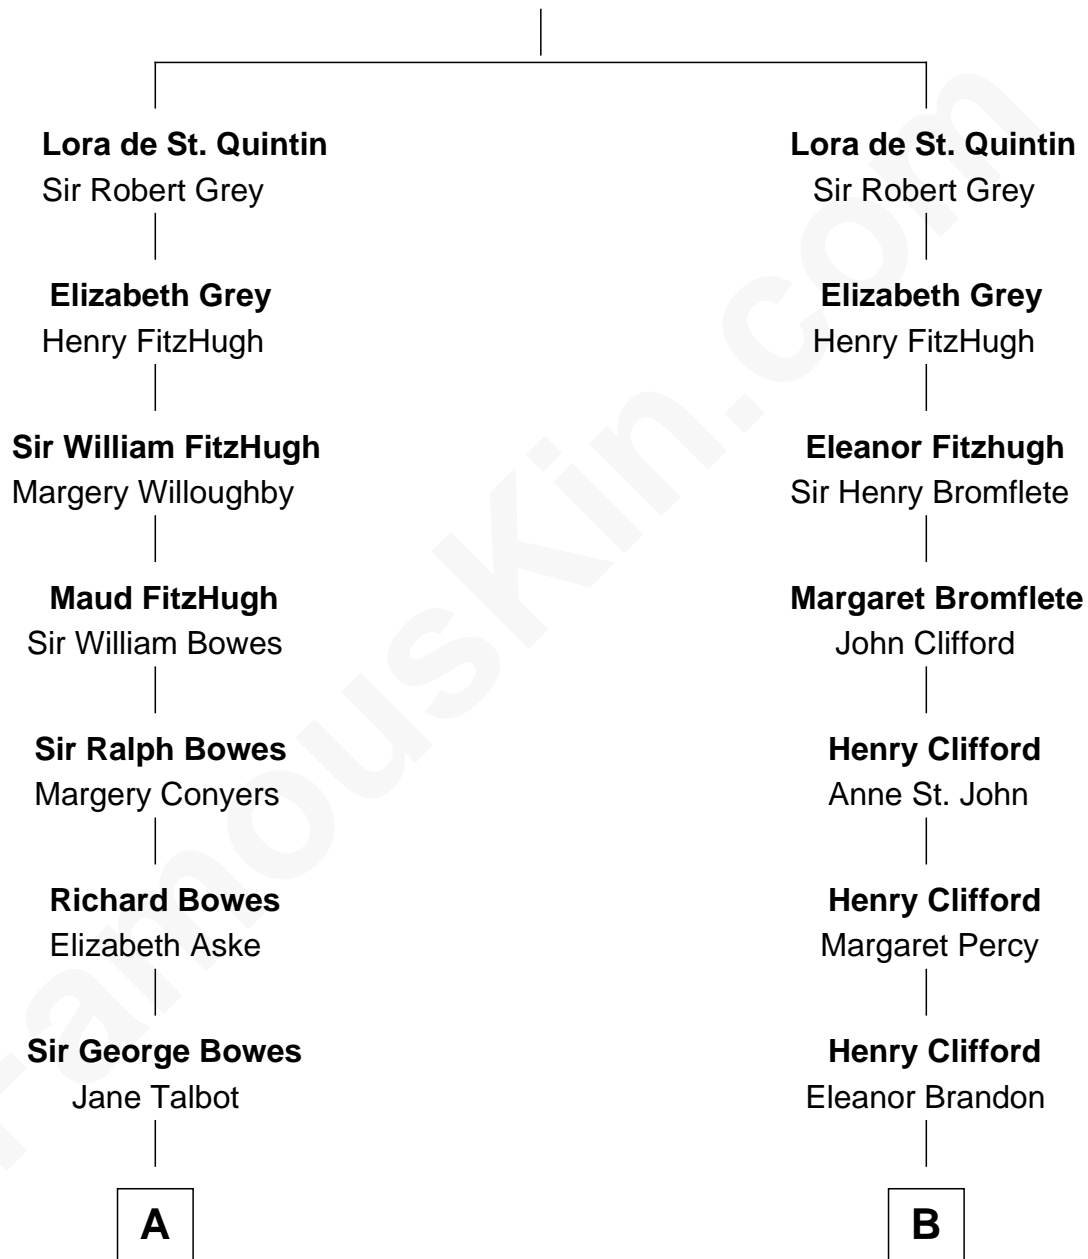 Lora de St. Quintin
Sir Robert Grey
Elizabeth Grey
Henry FitzHugh
Sir William FitzHugh
Margery Willoughby
Maud FitzHugh
Sir William Bowes
Sir Ralph Bowes
Margery Conyers
Richard Bowes
Elizabeth Aske
Sir George Bowes
Jane Talbot
A
Lora de St. Quintin
Sir Robert Grey
Elizabeth Grey
Henry FitzHugh
Eleanor Fitzhugh
Sir Henry Bromflete
Margaret Bromflete
John Clifford
Henry Clifford
Anne St. John
Henry Clifford
Margaret Percy
Henry Clifford
Eleanor Brandon
B
FamousKin.com